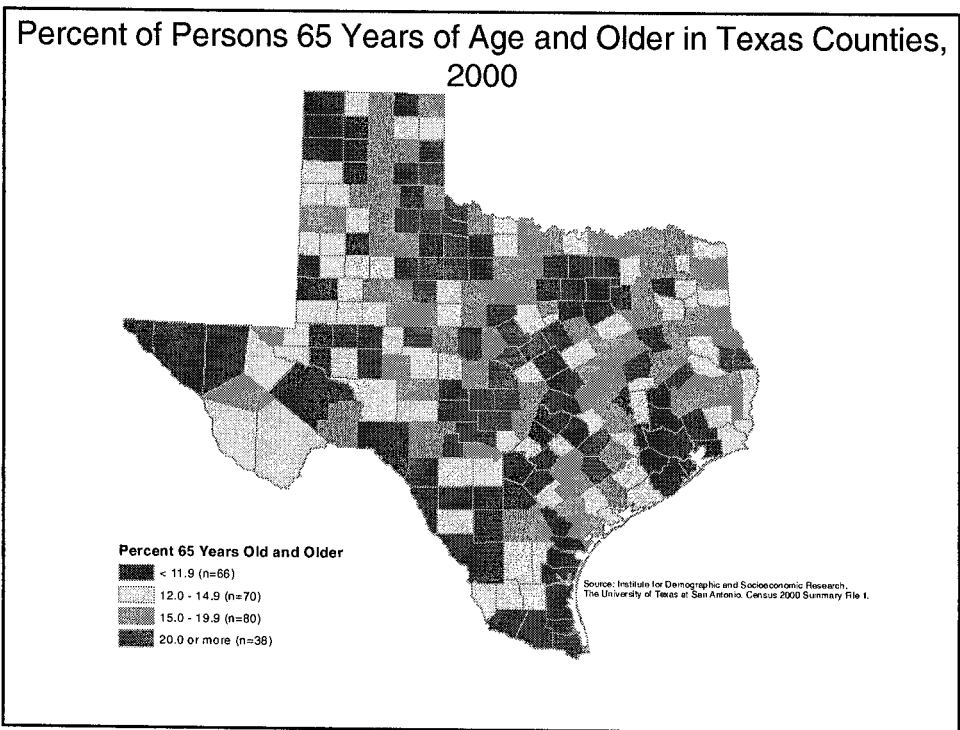 Percent of Persons 65 Years of Age and Older in Texas Counties,
2000
Percent 65 Years Old and Older
< 11.9 (n=66)
12.0 - 14.9 (n=70)
15.0 - 19.9 (n=80)
20.0 or more (n=38)
Source: Institute for Demographic and Socioeconomic Research.
The University of Texas at San Antonio. Census 2000 Summary File 1.